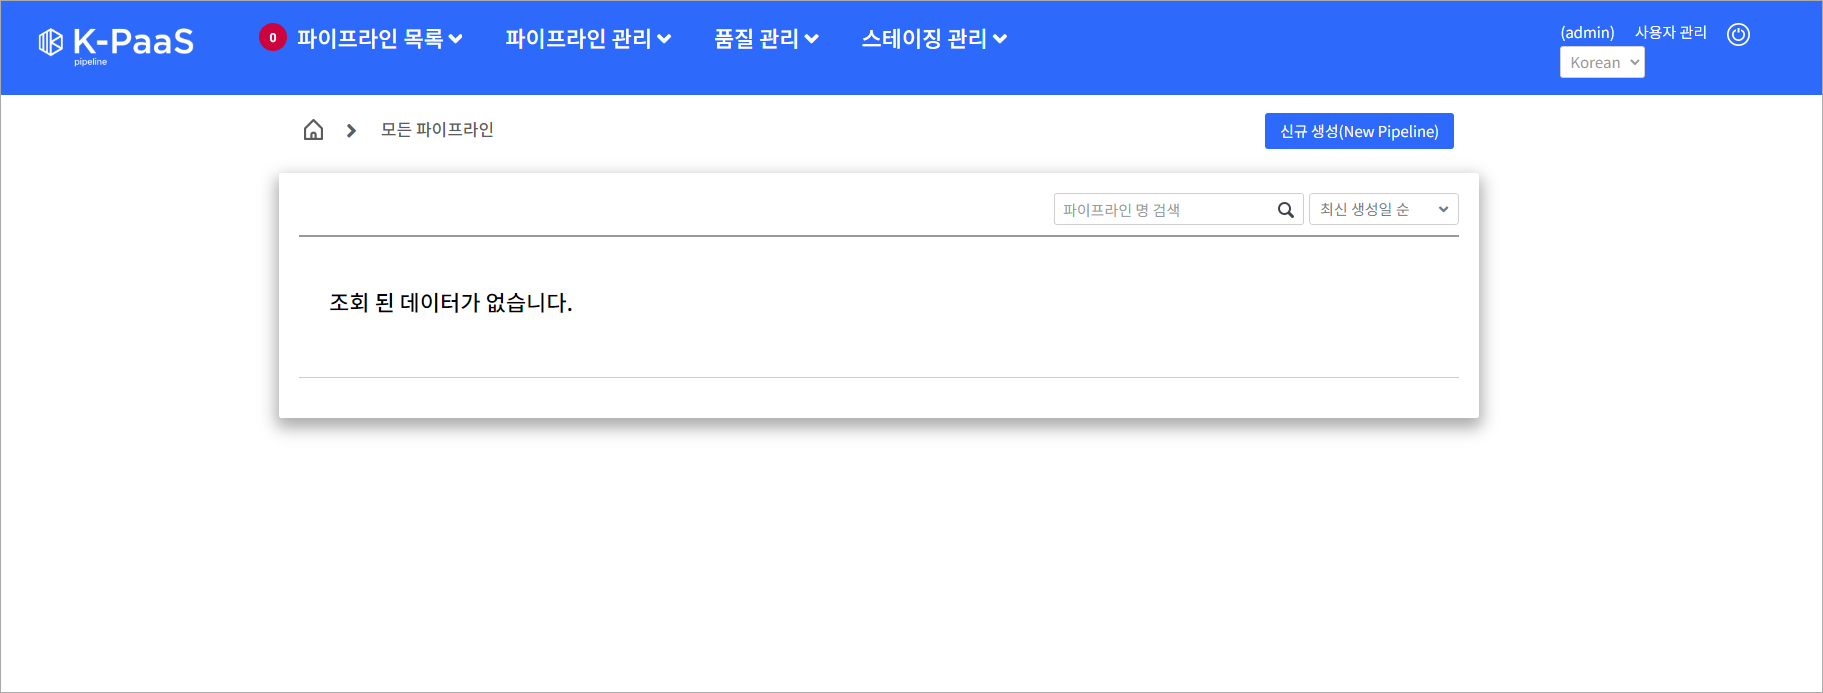 K-PaaS
pipeline
0 파이프라인 목록 파이프라인 관리 품질 관리 스테이징 관리
(admin) 사용자 관리
Korean
모든 파이프라인
신규 생성(New Pipeline)
파이프라인 명 검색 최신 생성일 순
조회 된 데이터가 없습니다.